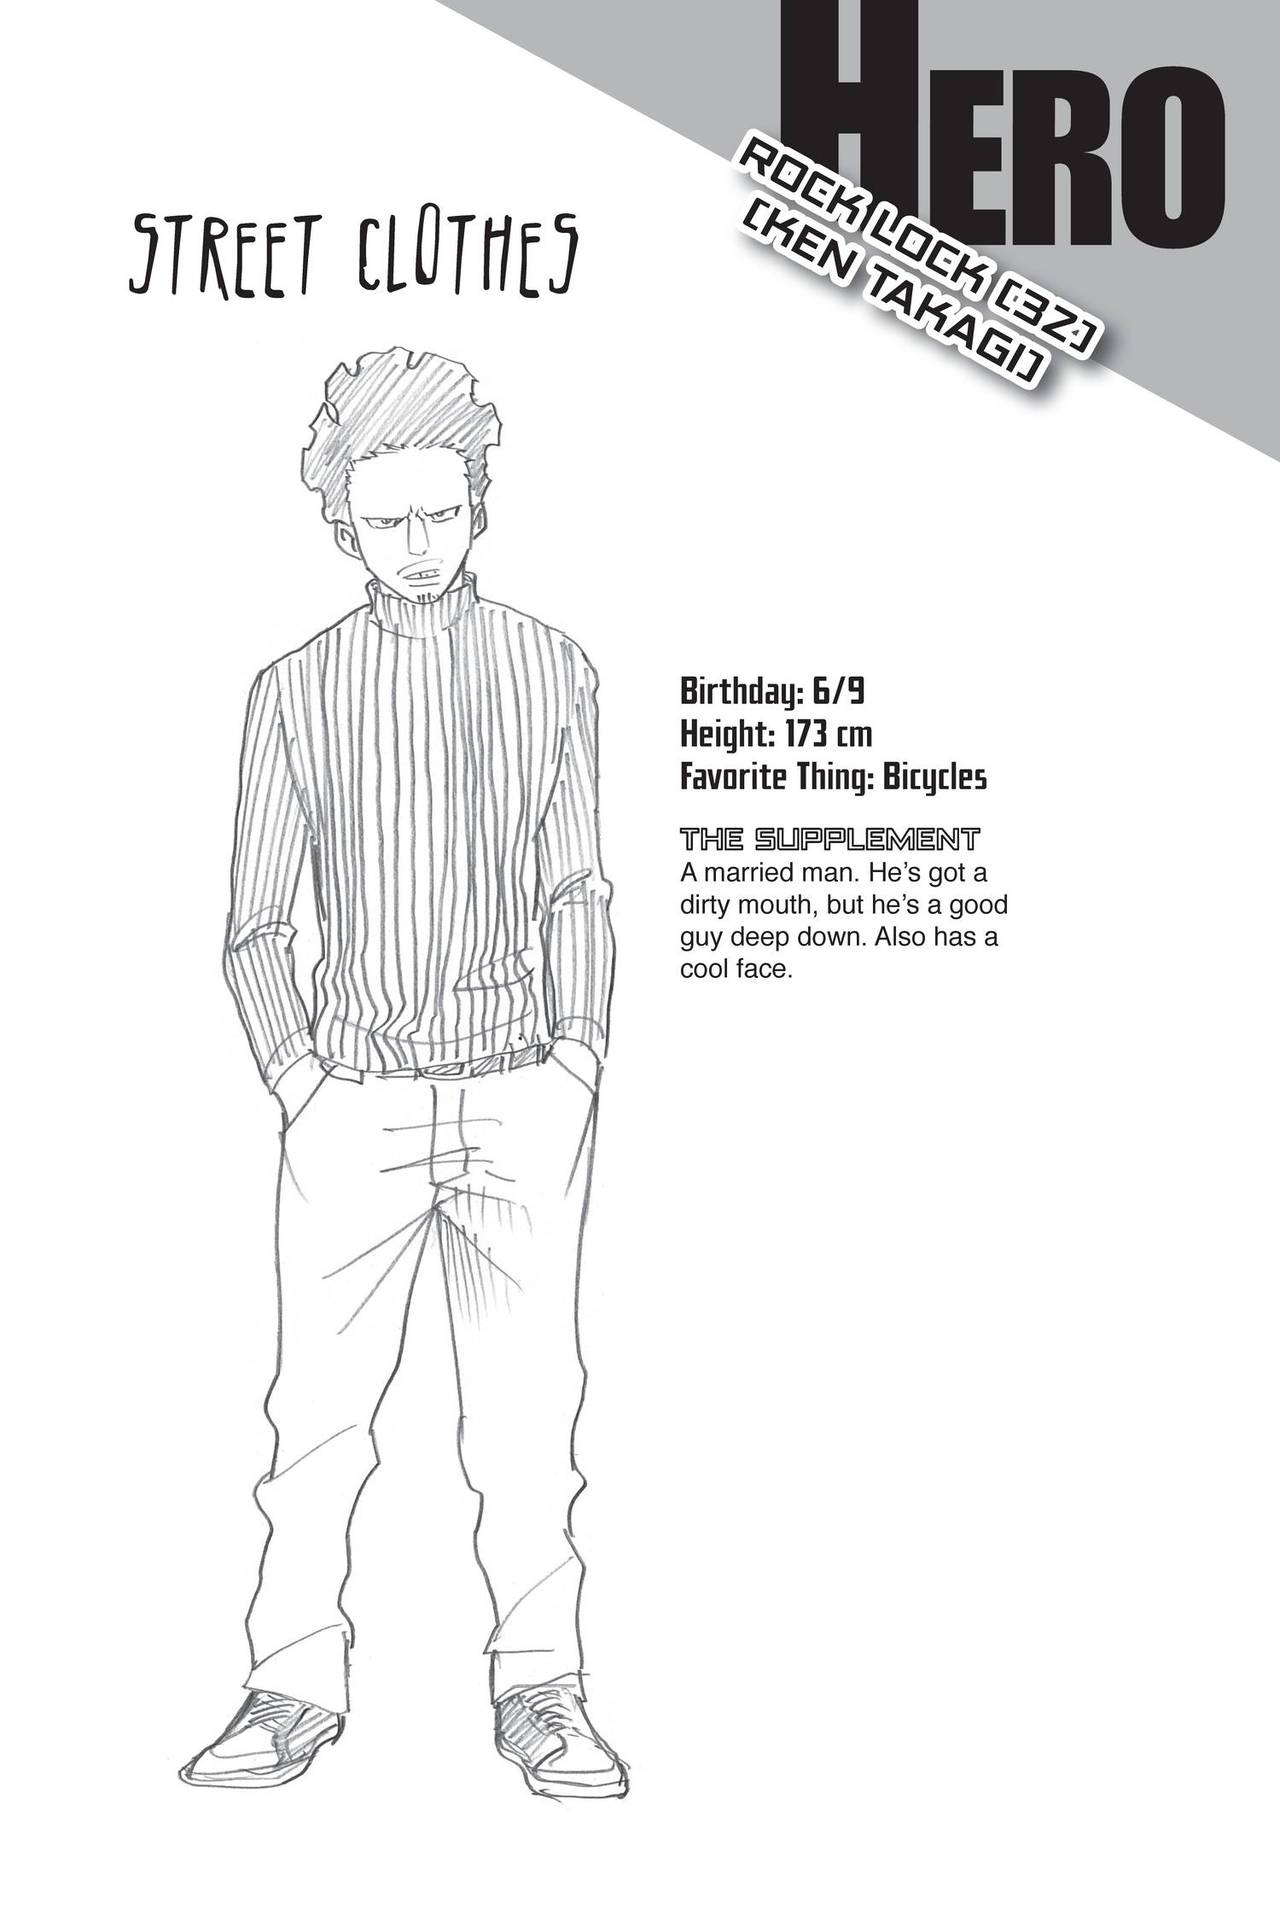 HERO
ROCK LOCK (32)
(KEN TAKAGI)
STREET CLOTHES
Birthday: 6/9
Height: 173 cm
Favorite Thing: Bicycles
THE SUPPLEMENT
A married man. He's got a
dirty mouth, but he's a good
guy deep down. Also has a
cool face.